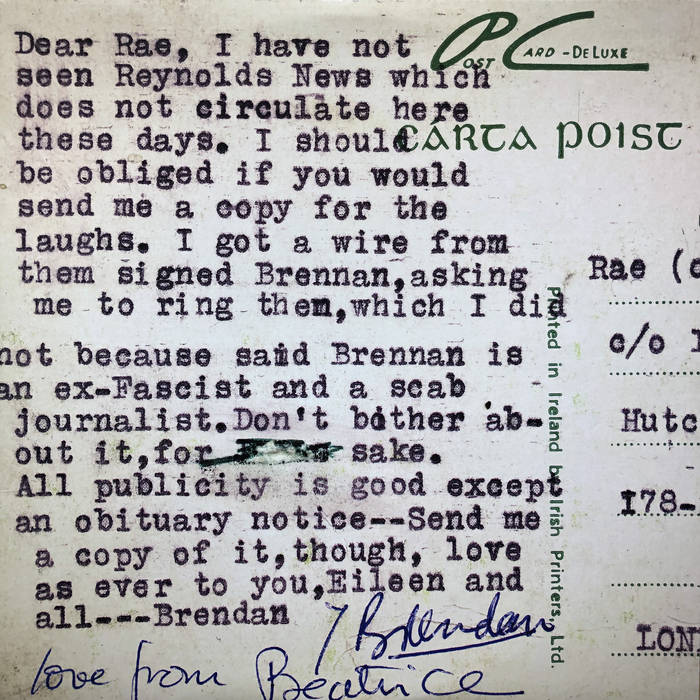 Dear Rae, I have not
seen Reynolds News which
does not circulate here
these days. I should
be obliged if you would
send me a copy for the
laughs. I got a wire from
them signed Brennan,asking
me to ring them,which I did
not because said Brennan is
an ex-Fascist and a scab
journalist.Don't bother ab-
out it,for sake.
All publicity is good except
an obituary notice--Send me
a copy of it,though, love
as ever to you,Eileen and
all---Brendan
Brendan
love from Beatrice
POST CARD -DELUXE
CÁRTA POIST
Printed in Ireland by Irish Printers, Ltd.
Rae (
c/o
Hutc
178-
LON